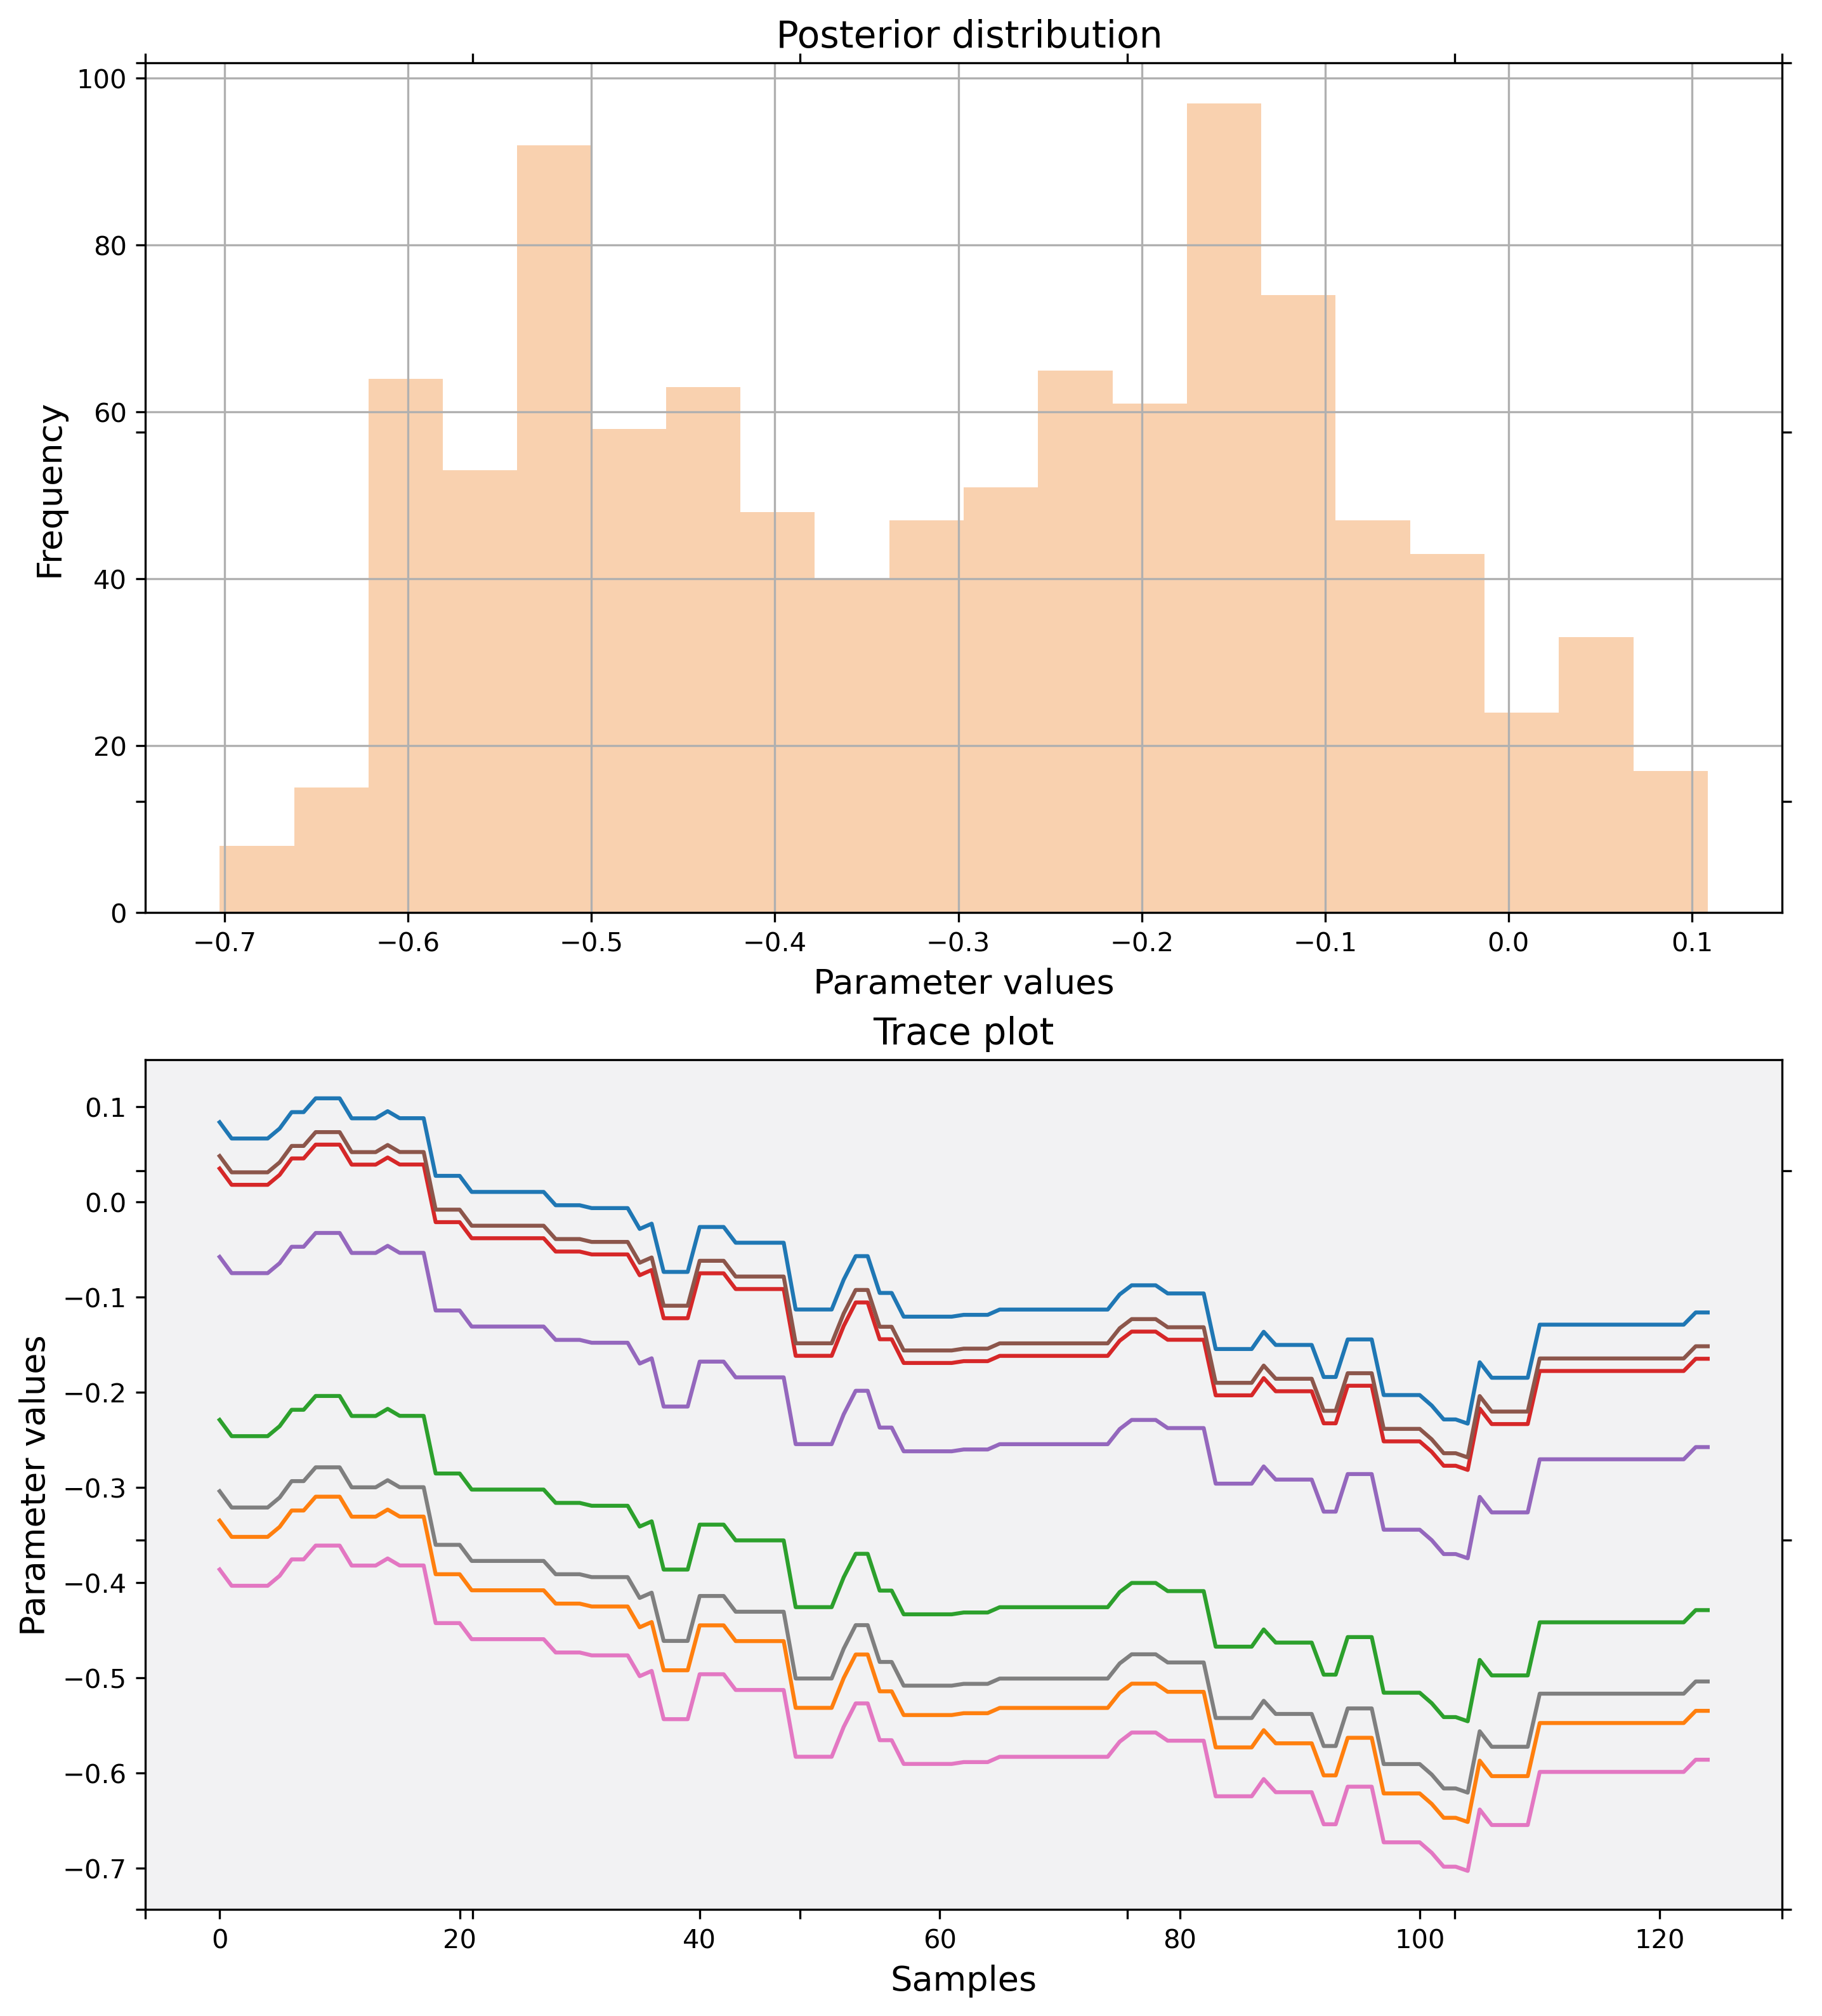 Posterior distribution
100
80
60
40
20
0
Frequency
−0.7 −0.6 −0.5 −0.4 −0.3 −0.2 −0.1 0.0 0.1
Parameter values
Trace plot
0.1
0.0
−0.1
−0.2
−0.3
−0.4
−0.5
−0.6
−0.7
Parameter values
0 20 40 60 80 100 120
Samples